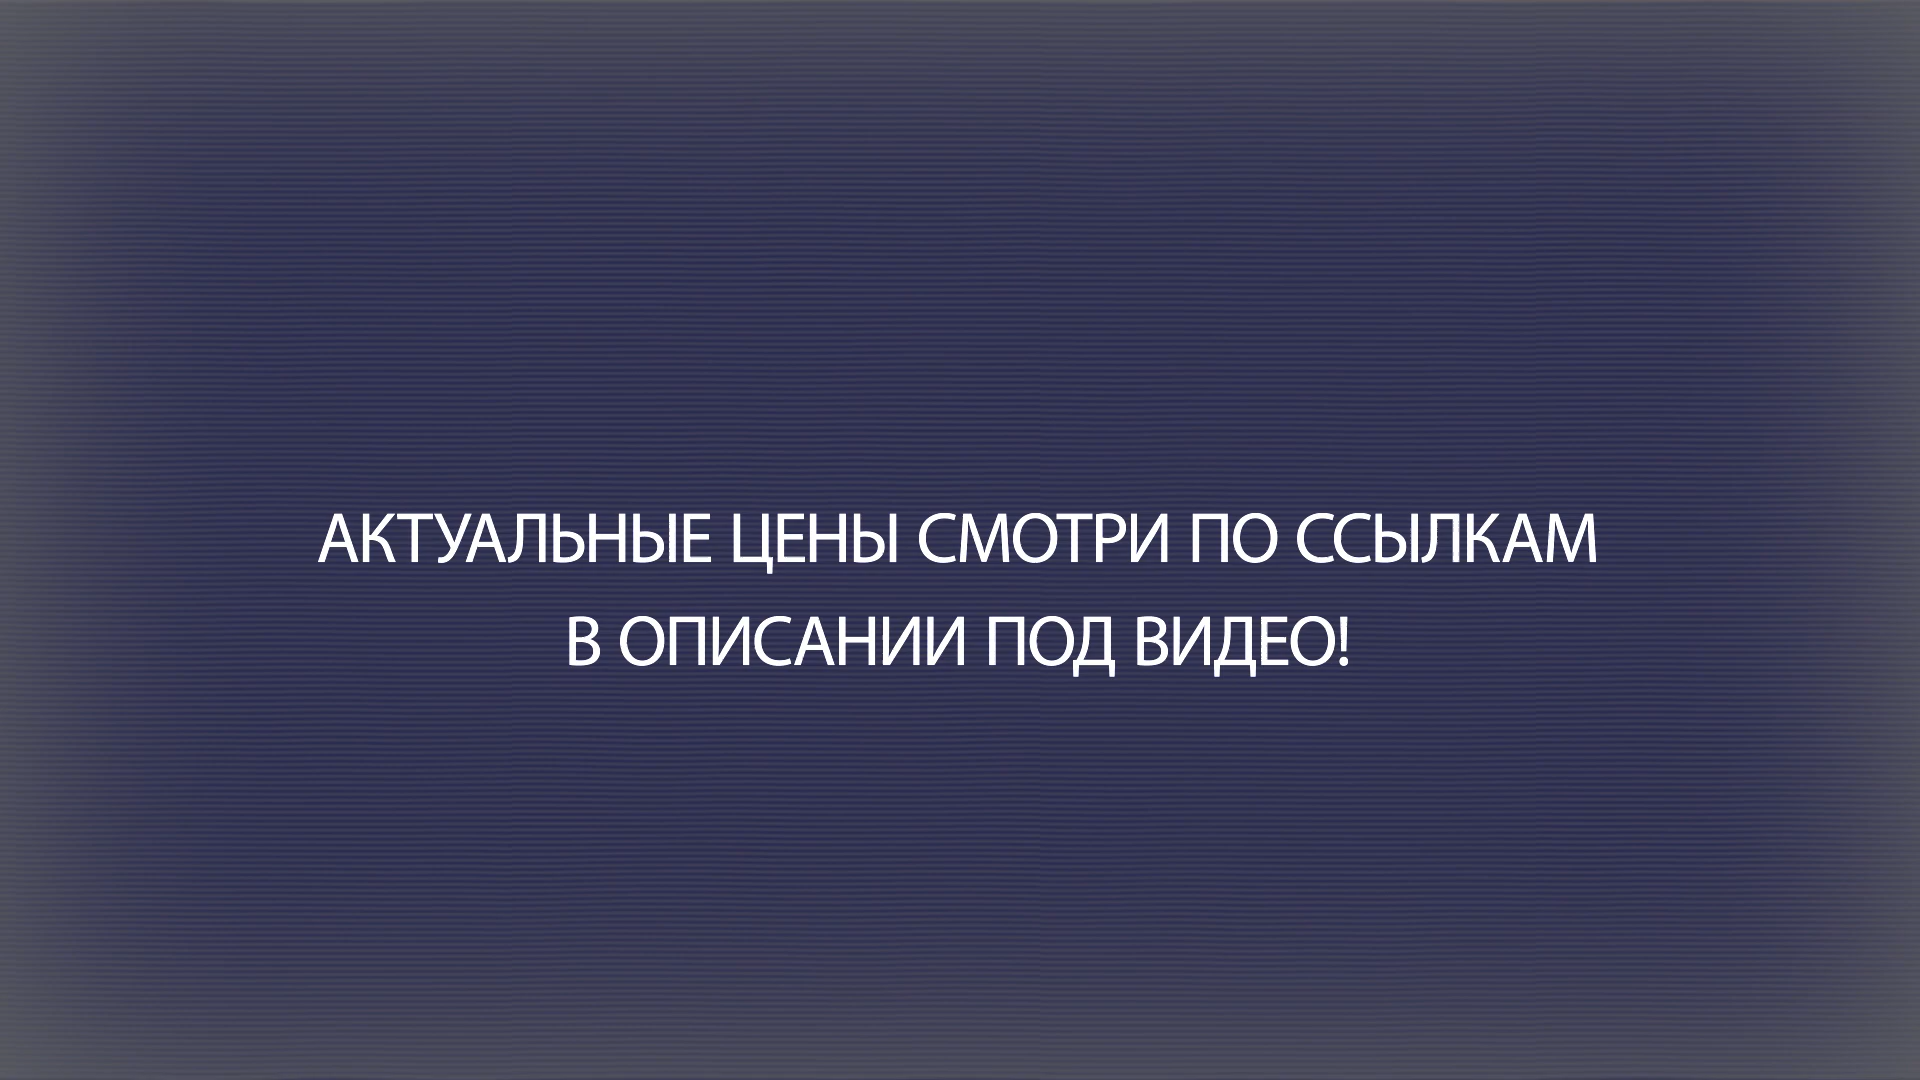 АКТУАЛЬНЫЕ ЦЕНЫ СМОТРИ ПО ССЫЛКАМ
В ОПИСАНИИ ПОД ВИДЕО!